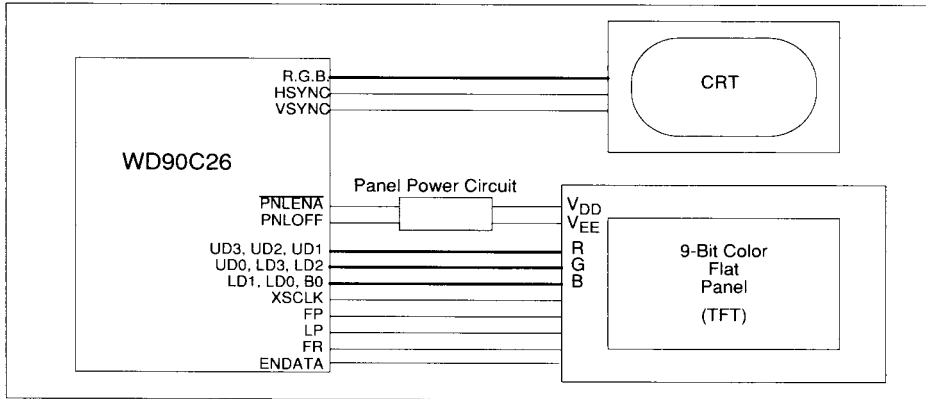 R.G.B.
HSYNC
VSYNC
CRT
WD90C26
Panel Power Circuit
PNLENA
PNLOFF
VDD
VEE
UD3, UD2, UD1
UD0, LD3, LD2
LD1, LD0, B0
XSCLK
FP
LP
FR
ENDATA
R
G
B
9-Bit Color
Flat
Panel
(TFT)